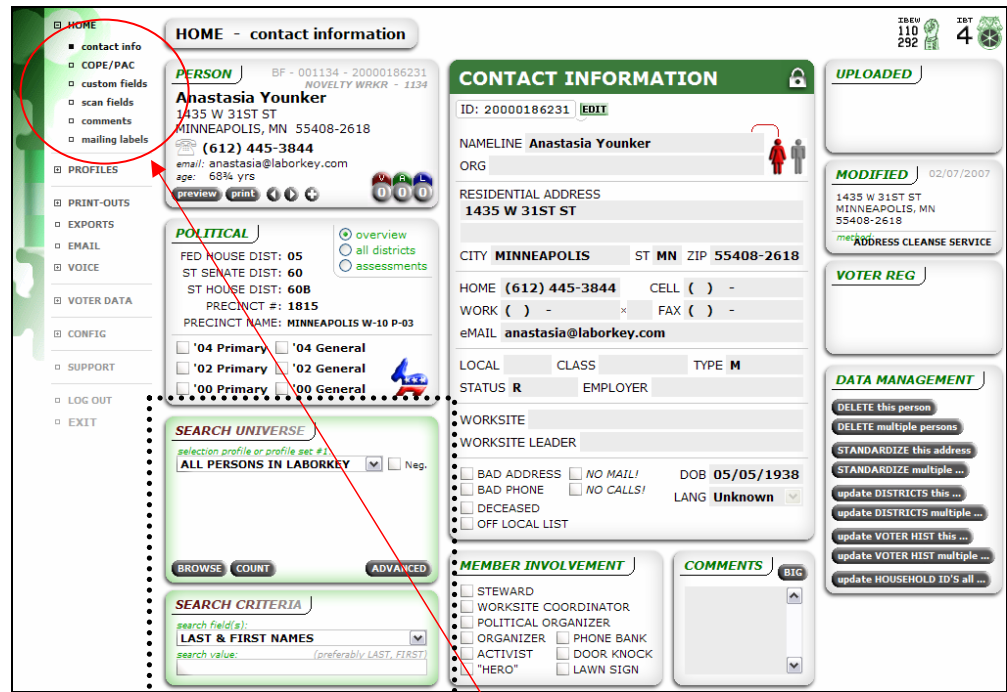 HOME
contact info
COPE/PAC
custom fields
scan fields
comments
mailing labels
PROFILES
PRINT-OUTS
EXPORTS
EMAIL
VOICE
VOTER DATA
CONFIG
SUPPORT
LOG OUT
EXIT
HOME - contact information
IBEW
110
292
IBT
4
PERSON
BF - 001134 - 20000186231
NOVELTY WRKR - 1134
Anastasia Younker
1435 W 31ST ST
MINNEAPOLIS, MN 55408-2618
(612) 445-3844
email: anastasia@laborkey.com
age: 68¾ yrs
preview print
V A L
0 0 0
POLITICAL
overview
all districts
assessments
FED HOUSE DIST: 05
ST SENATE DIST: 60
ST HOUSE DIST: 60B
PRECINCT #: 1815
PRECINCT NAME: MINNEAPOLIS W-10 P-03
'04 Primary '04 General
'02 Primary '02 General
'00 Primary '00 General
SEARCH UNIVERSE
selection profile or profile set #1
ALL PERSONS IN LABORKEY Neg.
BROWSE COUNT ADVANCED
SEARCH CRITERIA
search field(s):
LAST & FIRST NAMES
search value: (preferably LAST, FIRST)
CONTACT INFORMATION
ID: 20000186231 EDIT
NAMELINE Anastasia Younker
ORG
RESIDENTIAL ADDRESS
1435 W 31ST ST
CITY MINNEAPOLIS ST MN ZIP 55408-2618
HOME (612) 445-3844 CELL ( ) -
WORK ( ) - x FAX ( ) -
eMAIL anastasia@laborkey.com
LOCAL CLASS TYPE M
STATUS R EMPLOYER
WORKSITE
WORKSITE LEADER
BAD ADDRESS NO MAIL! DOB 05/05/1938
BAD PHONE NO CALLS! LANG Unknown
DECEASED
OFF LOCAL LIST
MEMBER INVOLVEMENT
STEWARD
WORKSITE COORDINATOR
POLITICAL ORGANIZER
ORGANIZER PHONE BANK
ACTIVIST DOOR KNOCK
"HERO" LAWN SIGN
COMMENTS BIG
UPLOADED
MODIFIED 02/07/2007
1435 W 31ST ST
MINNEAPOLIS, MN
55408-2618
method: ADDRESS CLEANSE SERVICE
VOTER REG
DATA MANAGEMENT
DELETE this person
DELETE multiple persons
STANDARDIZE this address
STANDARDIZE multiple ...
update DISTRICTS this ...
update DISTRICTS multiple ...
update VOTER HIST this ...
update VOTER HIST multiple ...
update HOUSEHOLD ID'S all ...